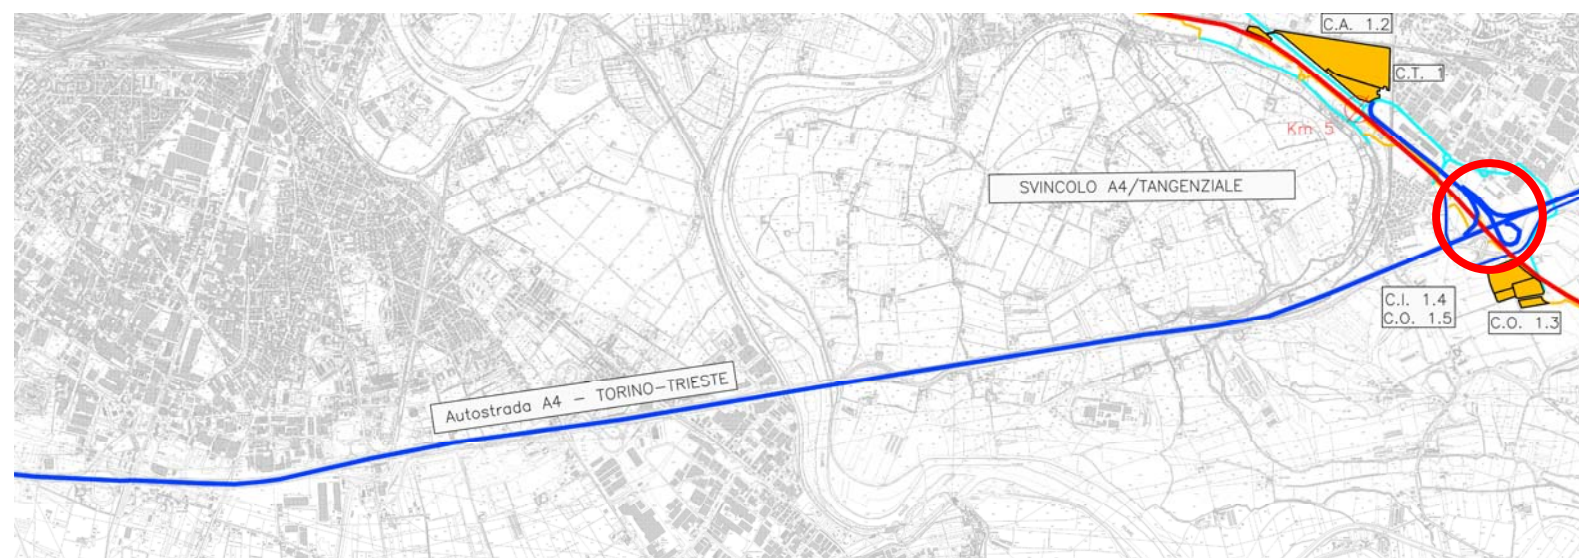 C.A. 1.2
C.T. 1
Km 5
SVINCOLO A4/TANGENZIALE
C.I. 1.4
C.O. 1.5
C.O. 1.3
Autostrada A4 – TORINO–TRIESTE